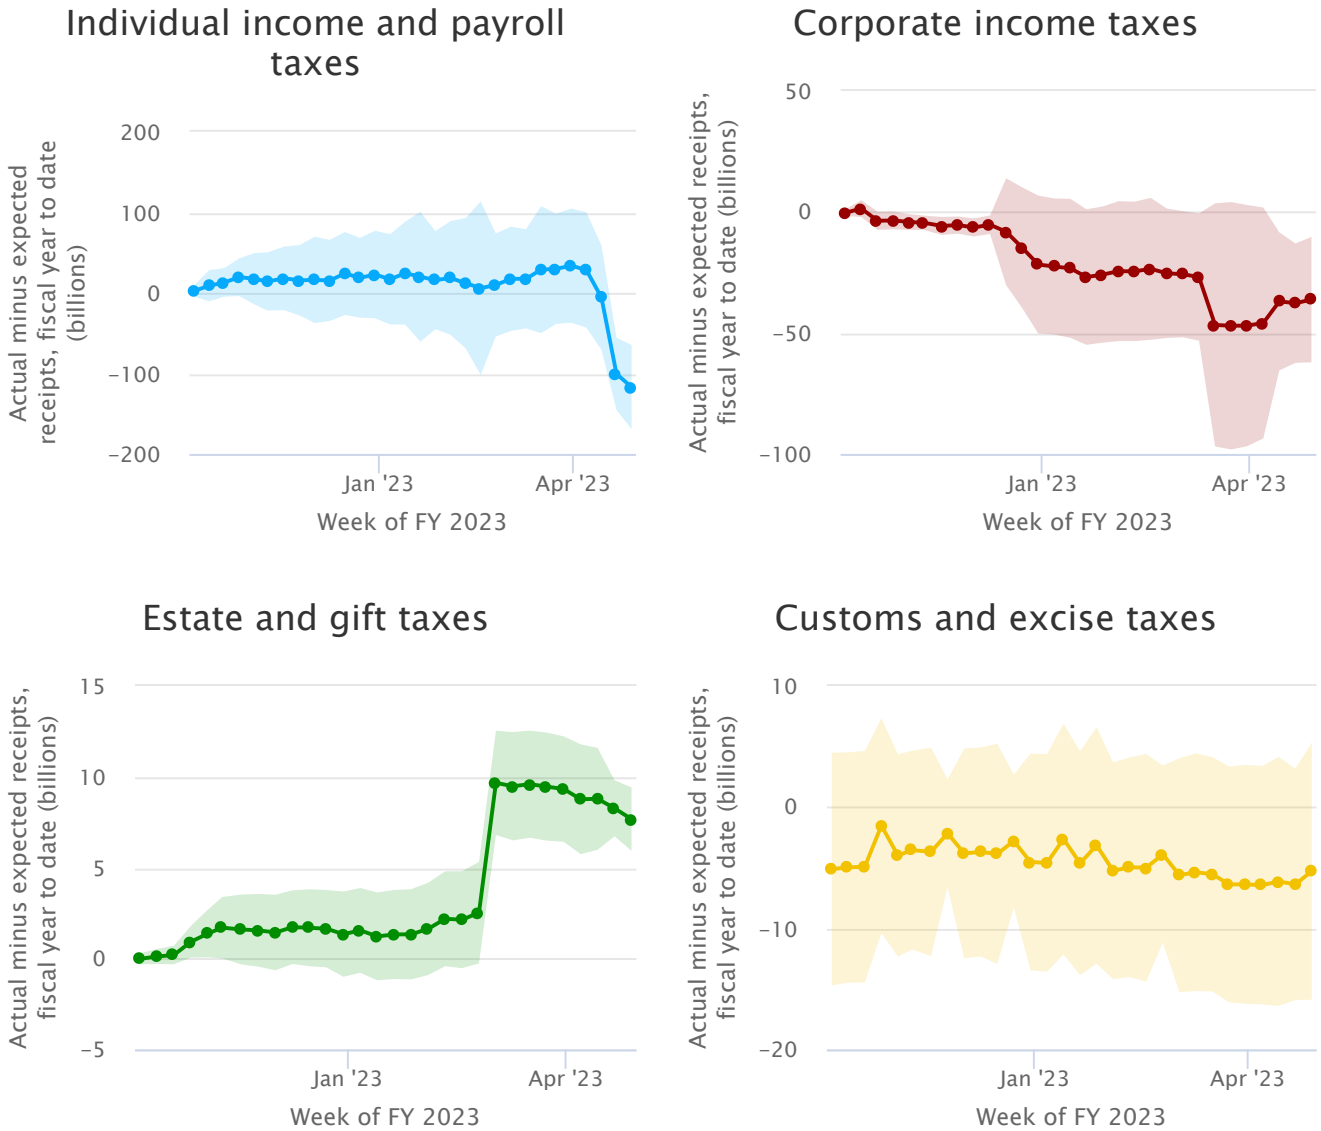 Individual income and payroll
taxes
Actual minus expected
receipts, fiscal year to date
(billions)
200
100
0
−100
−200
Jan '23
Apr '23
Week of FY 2023
Corporate income taxes
Actual minus expected receipts,
fiscal year to date (billions)
50
0
−50
−100
Jan '23
Apr '23
Week of FY 2023
Estate and gift taxes
Actual minus expected receipts,
fiscal year to date (billions)
15
10
5
0
−5
Jan '23
Apr '23
Week of FY 2023
Customs and excise taxes
Actual minus expected receipts,
fiscal year to date (billions)
10
0
−10
−20
Jan '23
Apr '23
Week of FY 2023